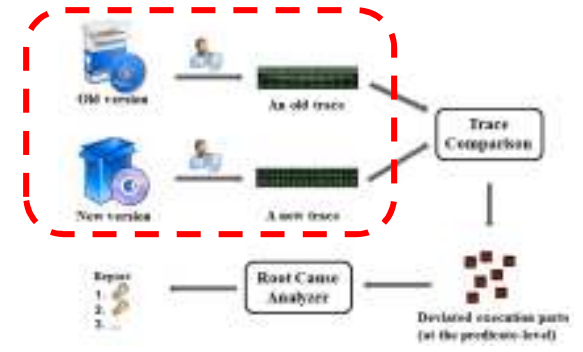 Old version
An old trace
Trace
Comparison
New version
A new trace
Report
1.
2.
3. ...
Root Cause
Analyzer
Deviated execution parts
(at the predicate-level)